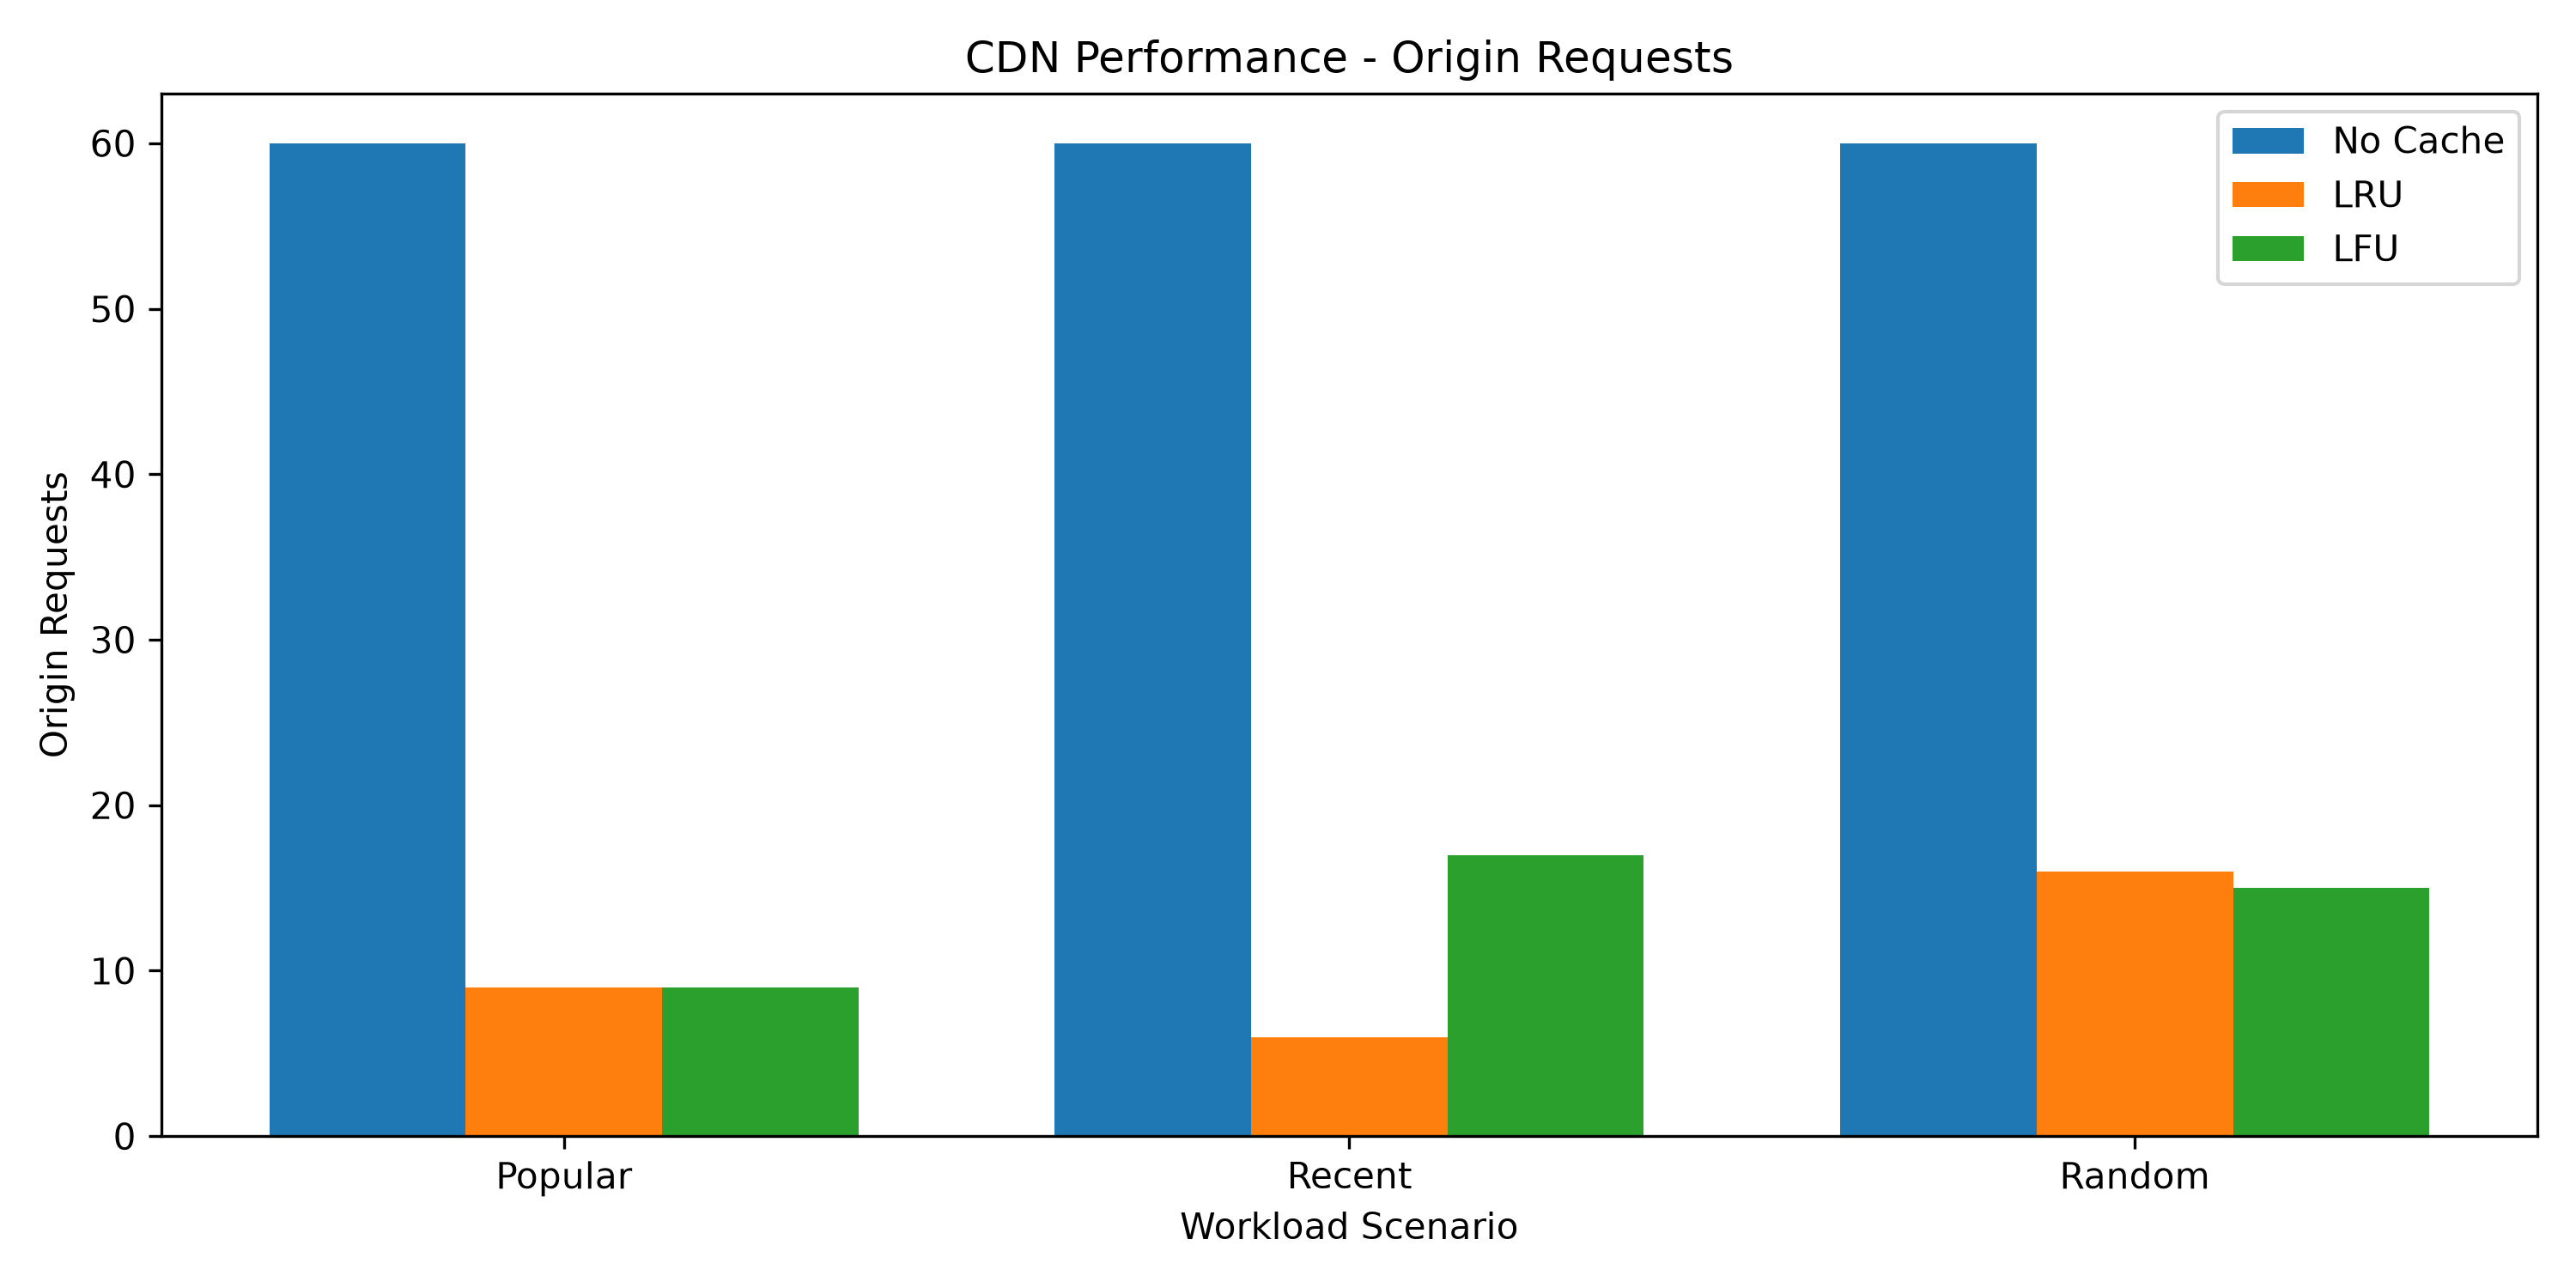 CDN Performance - Origin Requests
No Cache
LRU
LFU
60
50
40
30
20
10
0
Origin Requests
Popular
Recent
Random
Workload Scenario